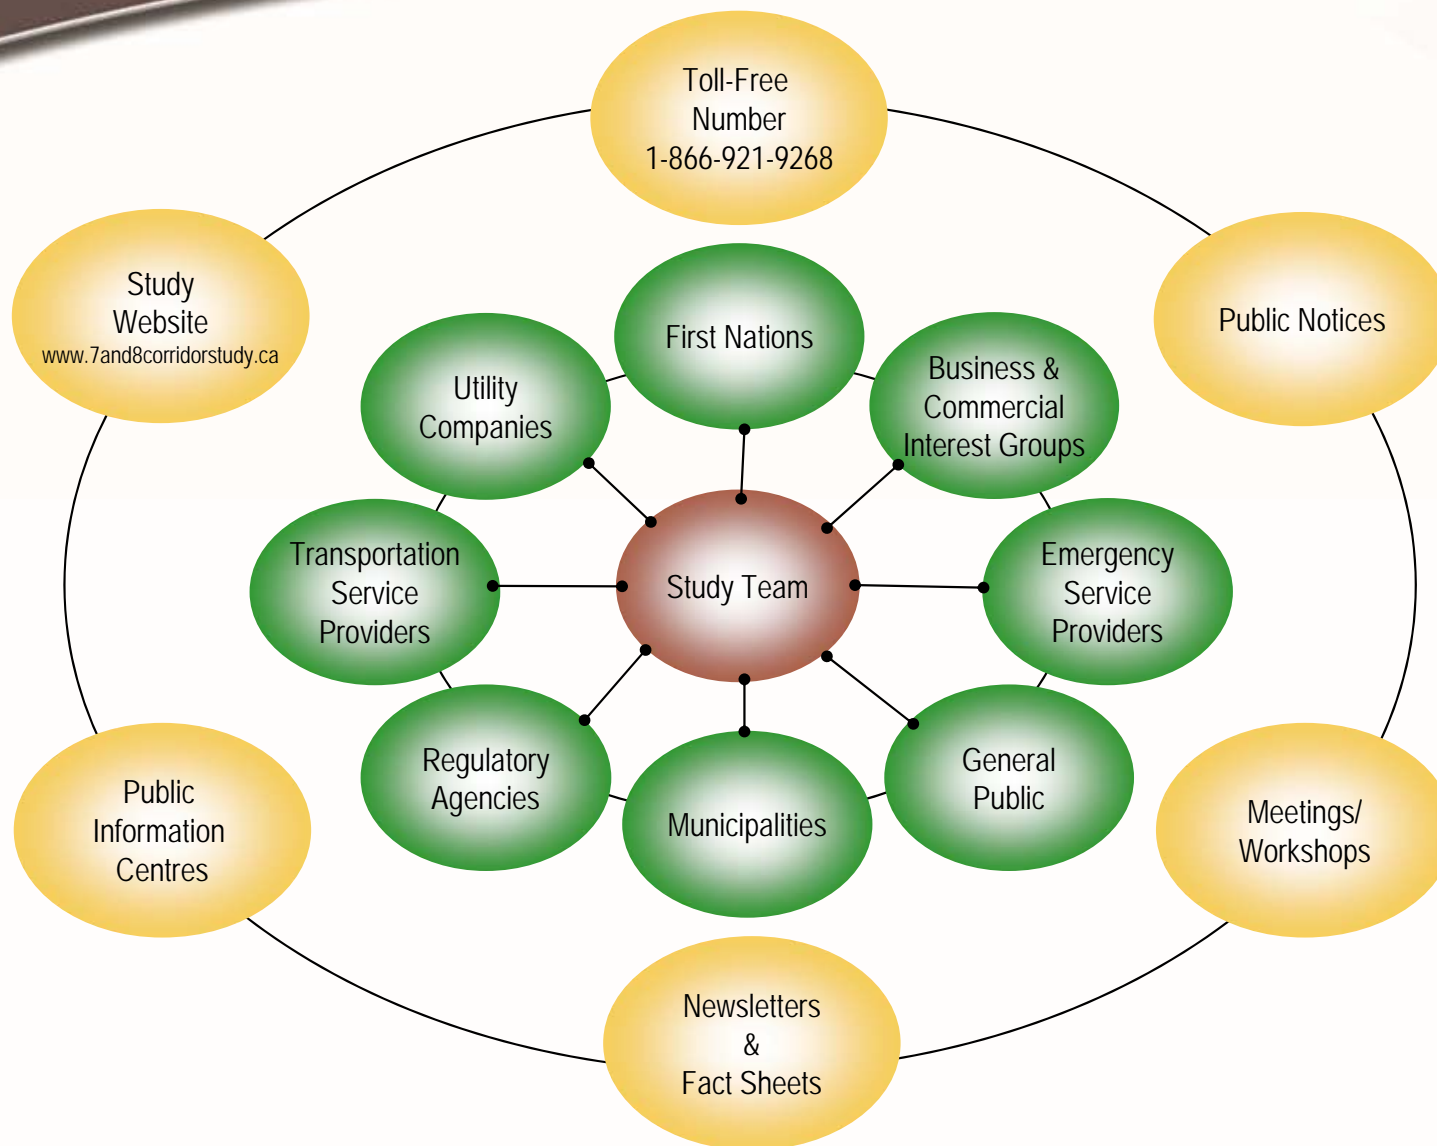 Toll-Free
Number
1-866-921-9268
Study
Website
www.7and8corridorstudy.ca
Public Notices
First Nations
Utility
Companies
Business &
Commercial
Interest Groups
Transportation
Service
Providers
Study Team
Emergency
Service
Providers
Regulatory
Agencies
Municipalities
General
Public
Public
Information
Centres
Meetings/
Workshops
Newsletters
&
Fact Sheets